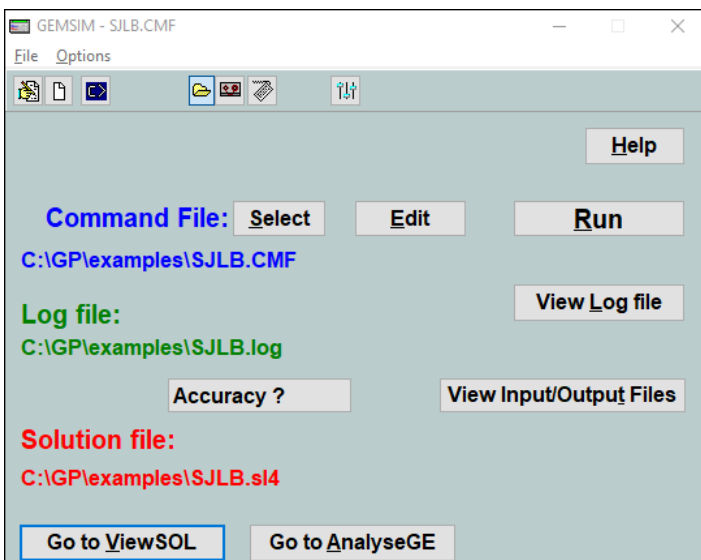 GEMSIM - SJLB.CMF
File Options
Help
Command File: Select Edit Run
C:\GP\examples\SJLB.CMF
View Log file
Log file:
C:\GP\examples\SJLB.log
Accuracy ? View Input/Output Files
Solution file:
C:\GP\examples\SJLB.sl4
Go to ViewSOL Go to AnalyseGE